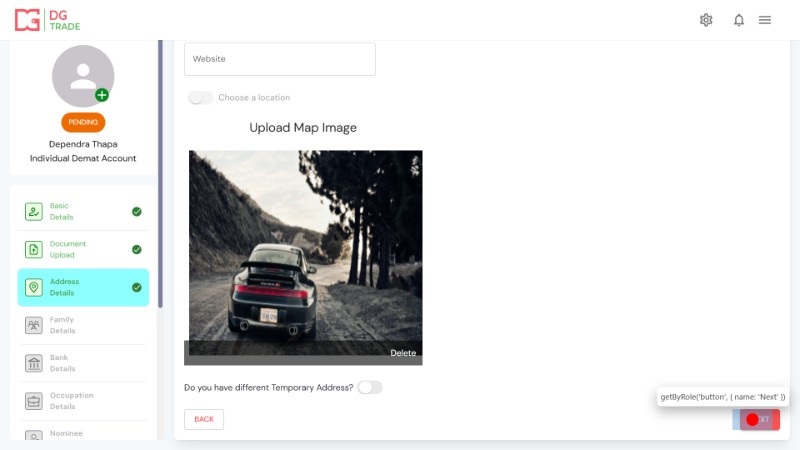 DG
TRADE
Website
Choose a location
Upload Map Image
PENDING
Dependra Thapa
Individual Demat Account
Basic
Details
Document
Upload
Address
Details
Family
Details
Bank
Details
Occupation
Details
Nominee
Delete
Do you have different Temporary Address?
getByRole('button', { name: 'Next' })
BACK